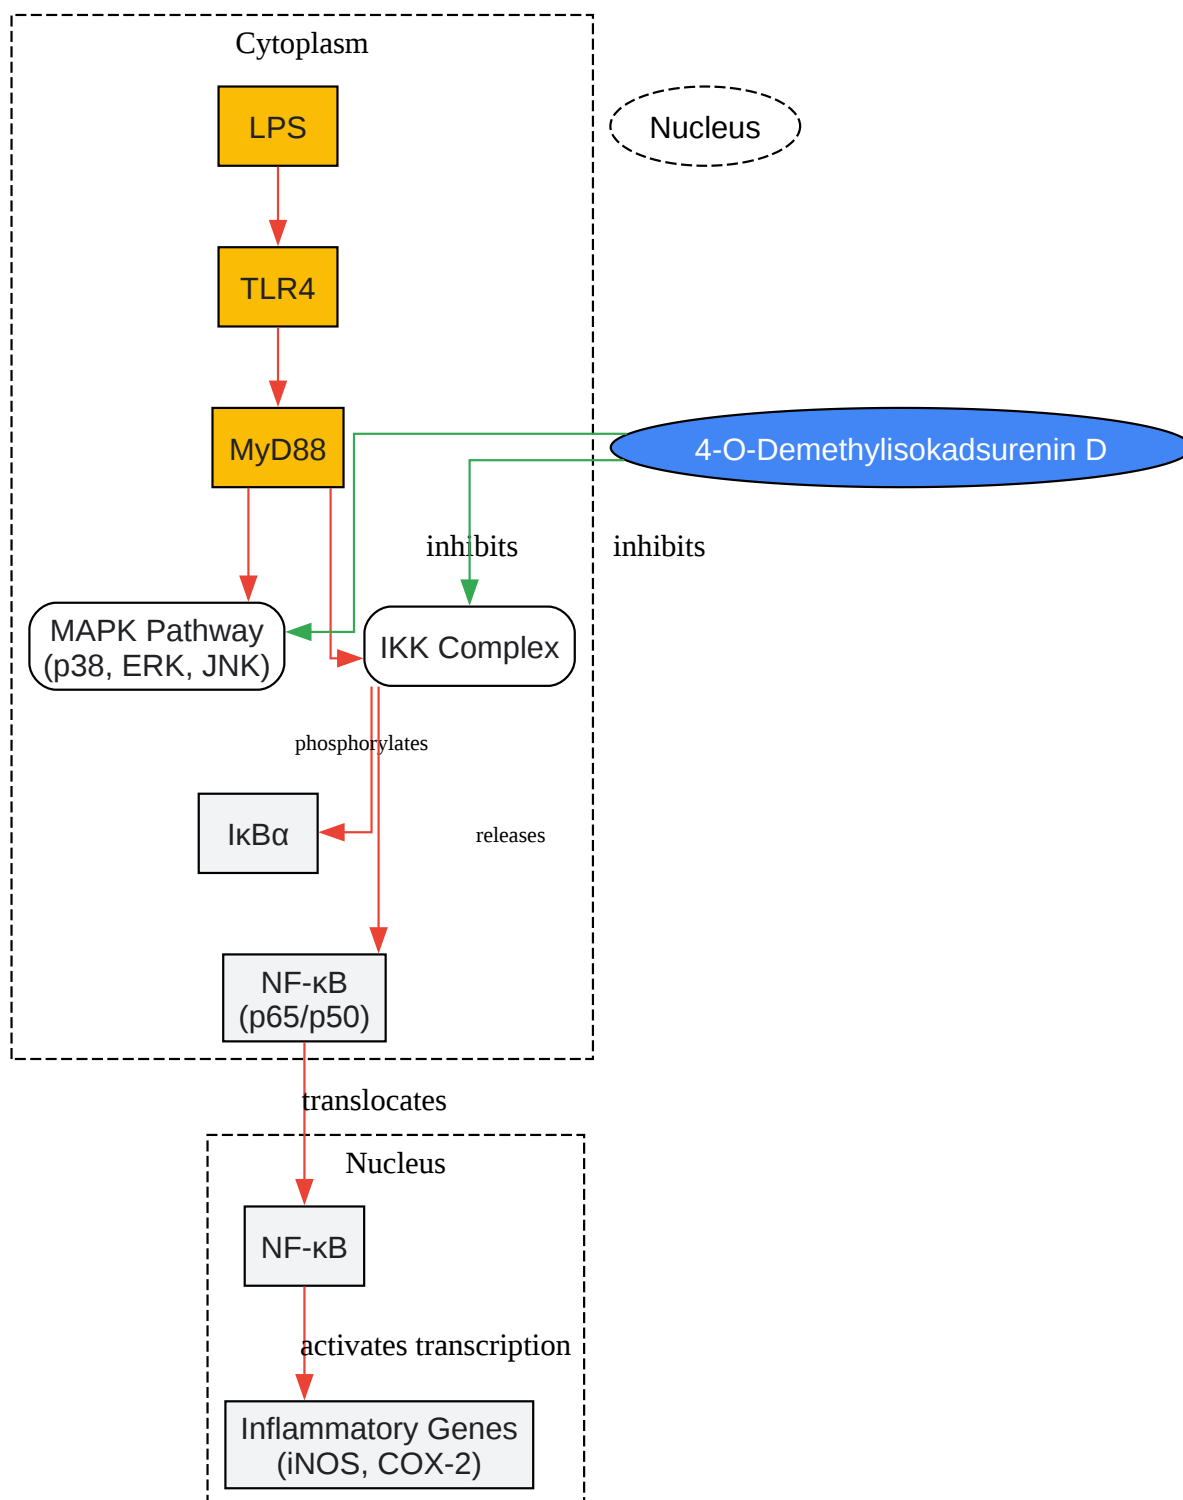 Cytoplasm
LPS
Nucleus
TLR4
MyD88
4-O-Demethylisokadsurenin D
inhibits
inhibits
MAPK Pathway
(p38, ERK, JNK)
IKK Complex
phosphorylates
IκBα
releases
NF-κB
(p65/p50)
translocates
Nucleus
NF-κB
activates transcription
Inflammatory Genes
(iNOS, COX-2)